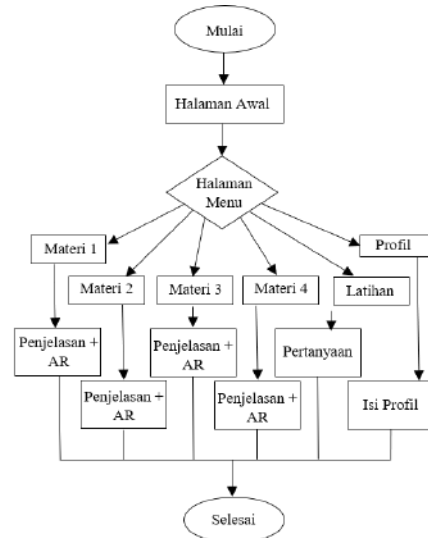 Mulai
Halaman Awal
Halaman
Menu
Materi 1
Profil
Materi 2
Materi 3
Materi 4
Latihan
Penjelasan +
AR
Penjelasan +
AR
Pertanyaan
Penjelasan +
AR
Penjelasan +
AR
Isi Profil
Selesai